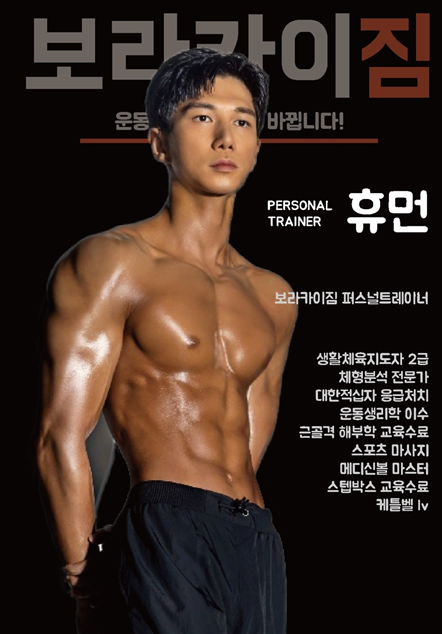 보라카이짐
운동 바뀝니다!
PERSONAL
TRAINER
휴먼
보라카이짐 퍼스널트레이너
생활체육지도자 2급
체형분석 전문가
대한적십자 응급처치
운동생리학 이수
근골격 해부학 교육수료
스포츠 마사지
메디신볼 마스터
스텝박스 교육수료
케틀벨 lv